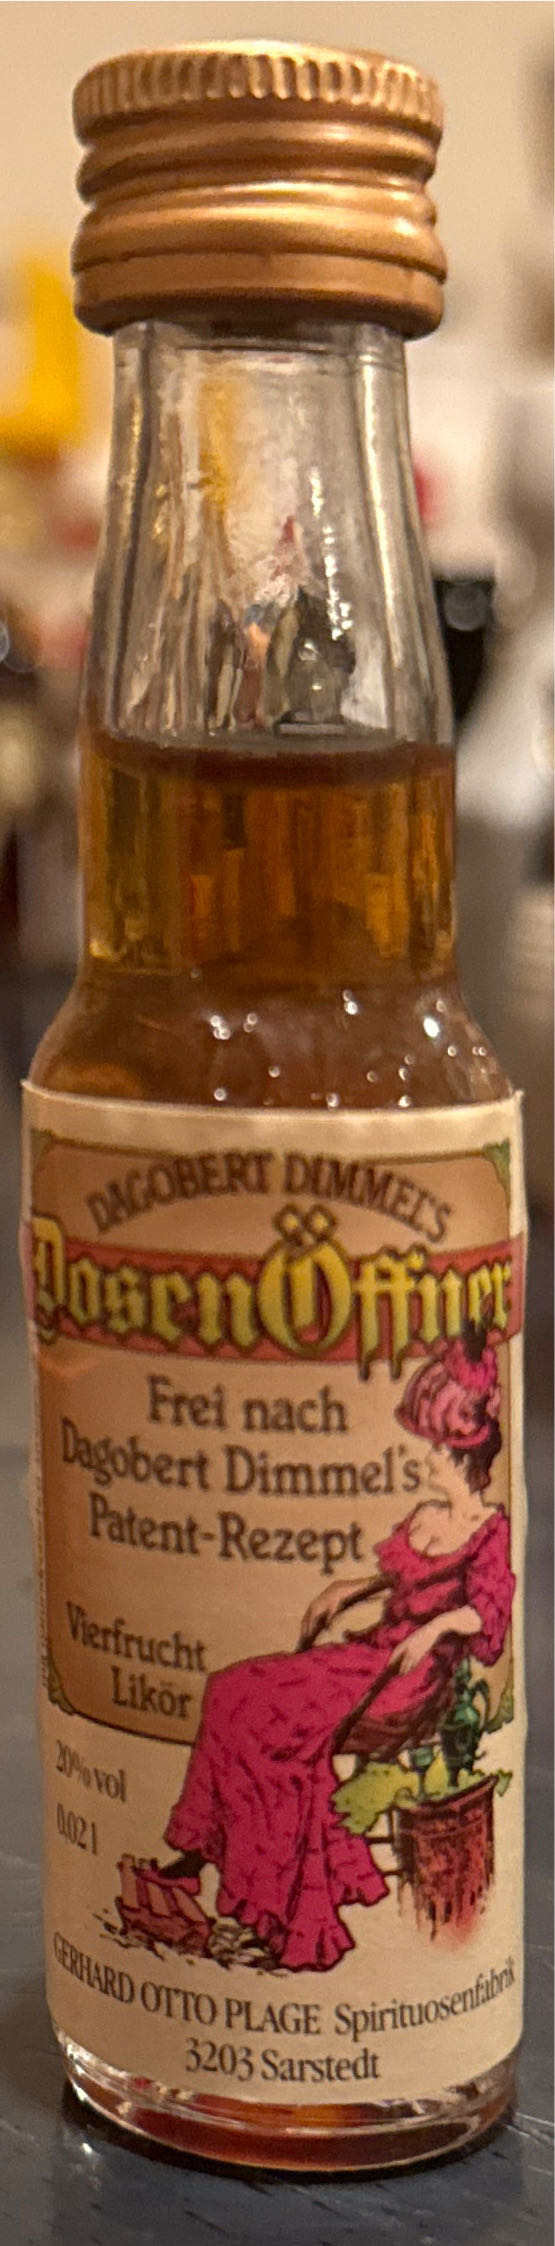 DAGOBERT DIMMEL'S
DosenÖffner
Frei nach
Dagobert Dimmel's
Patent-Rezept
Vierfrucht
Likör
20% vol
0,02 l
GERHARD OTTO PLAGE Spirituosenfabrik
3203 Sarstedt